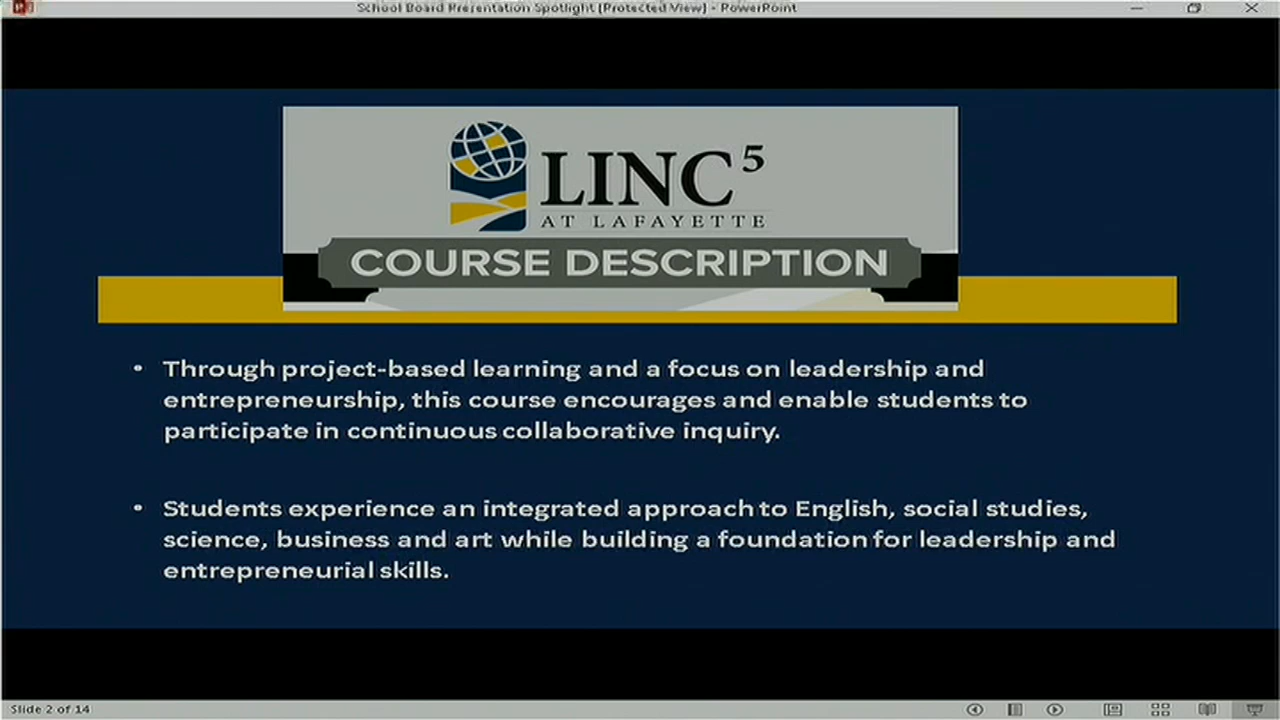 School Board Presentation Spotlight [Protected View] - PowerPoint
LINC5
AT LAFAYETTE
COURSE DESCRIPTION
• Through project-based learning and a focus on leadership and
entrepreneurship, this course encourages and enable students to
participate in continuous collaborative inquiry.
• Students experience an integrated approach to English, social studies,
science, business and art while building a foundation for leadership and
entrepreneurial skills.
Slide 2 of 14